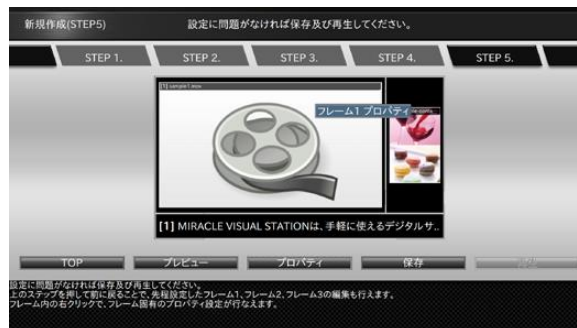 新規作成(STEP5)
設定に問題がなければ保存及び再生してください。
STEP 1.
STEP 2.
STEP 3.
STEP 4.
STEP 5.
[1] sample1.mov
フレーム1 プロパティ
[1] MIRACLE VISUAL STATIONは、手軽に使えるデジタルサ..
TOP
プレビュー
プロパティ
保存
設定に問題がなければ保存及び再生してください。
上のステップを押して前に戻ることで、先程設定したフレーム1、フレーム2、フレーム3の編集も行えます。
フレーム内の右クリックで、フレーム固有のプロパティ設定が行なえます。